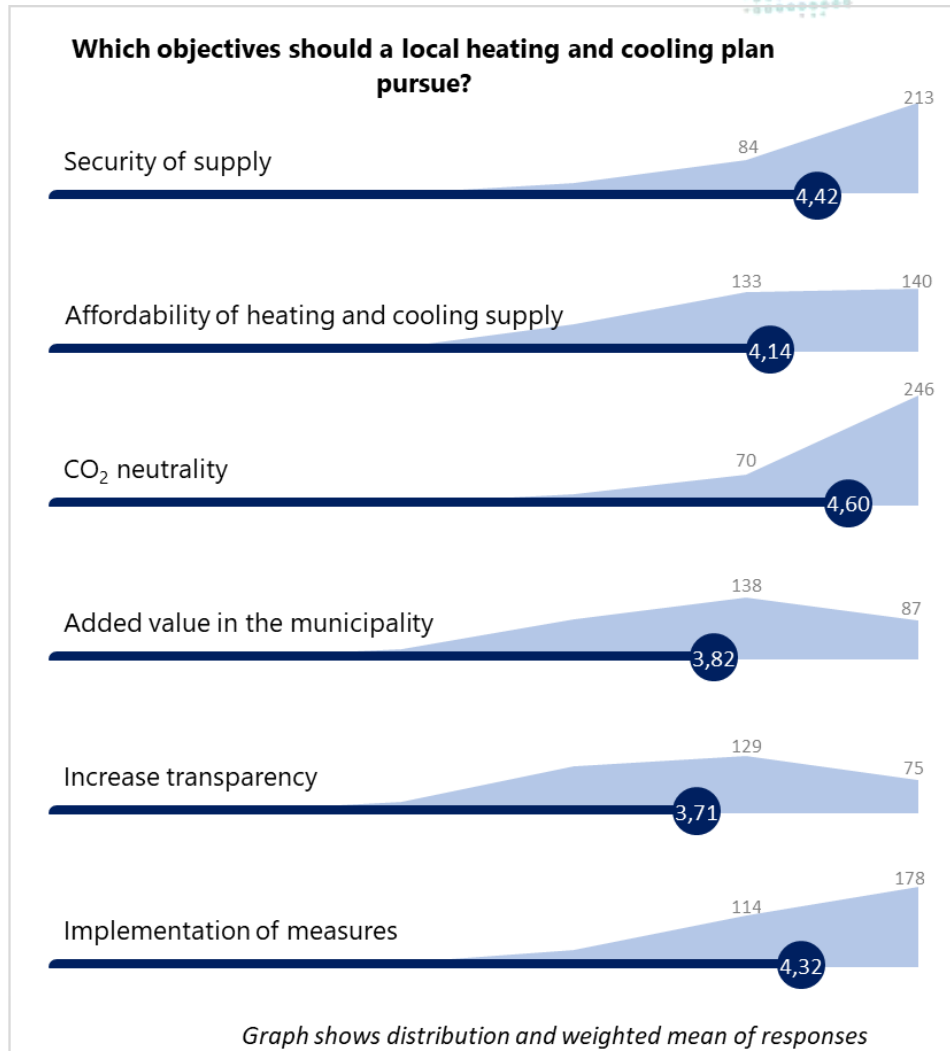 Which objectives should a local heating and cooling plan
pursue?
213
84
Security of supply
4,42
133
140
Affordability of heating and cooling supply
4,14
246
70
CO₂ neutrality
4,60
138
87
Added value in the municipality
3,82
129
75
Increase transparency
3,71
178
114
Implementation of measures
4,32
Graph shows distribution and weighted mean of responses